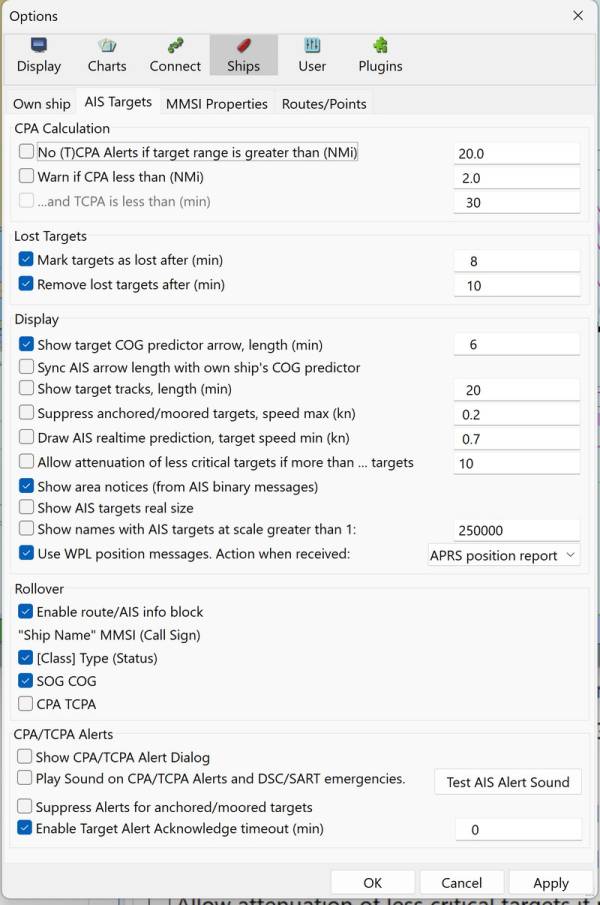 Options
Display Charts Connect Ships User Plugins
Own ship AIS Targets MMSI Properties Routes/Points
CPA Calculation
No (T)CPA Alerts if target range is greater than (NMi) 20.0
Warn if CPA less than (NMi) 2.0
...and TCPA is less than (min) 30
Lost Targets
Mark targets as lost after (min) 8
Remove lost targets after (min) 10
Display
Show target COG predictor arrow, length (min) 6
Sync AIS arrow length with own ship's COG predictor
Show target tracks, length (min) 20
Suppress anchored/moored targets, speed max (kn) 0.2
Draw AIS realtime prediction, target speed min (kn) 0.7
Allow attenuation of less critical targets if more than ... targets 10
Show area notices (from AIS binary messages)
Show AIS targets real size
Show names with AIS targets at scale greater than 1: 250000
Use WPL position messages. Action when received: APRS position report
Rollover
Enable route/AIS info block
"Ship Name" MMSI (Call Sign)
[Class] Type (Status)
SOG COG
CPA TCPA
CPA/TCPA Alerts
Show CPA/TCPA Alert Dialog
Play Sound on CPA/TCPA Alerts and DSC/SART emergencies. Test AIS Alert Sound
Suppress Alerts for anchored/moored targets
Enable Target Alert Acknowledge timeout (min) 0
OK Cancel Apply
Allow attenuation of less critical targets if